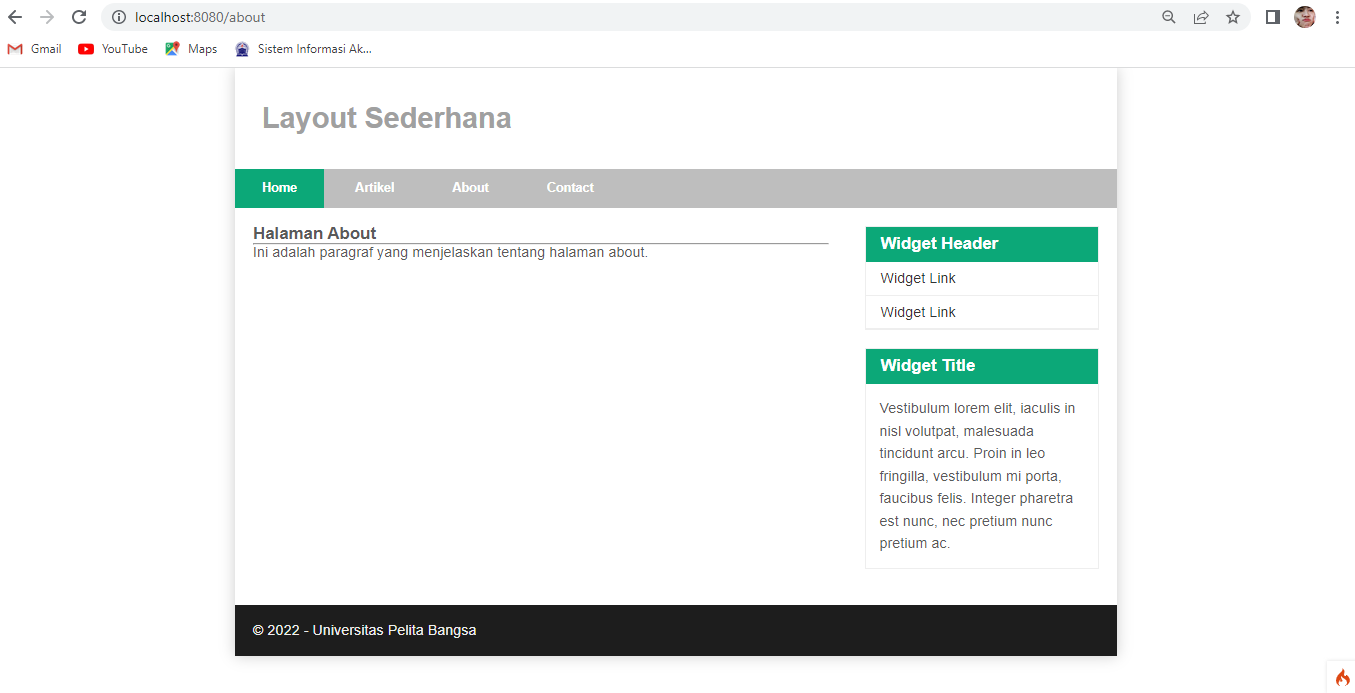 localhost:8080/about
Gmail YouTube Maps Sistem Informasi Ak...
Layout Sederhana
Home Artikel About Contact
Halaman About
Ini adalah paragraf yang menjelaskan tentang halaman about.
Widget Header
Widget Link
Widget Link
Widget Title
Vestibulum lorem elit, iaculis in
nisl volutpat, malesuada
tincidunt arcu. Proin in leo
fringilla, vestibulum mi porta,
faucibus felis. Integer pharetra
est nunc, nec pretium nunc
pretium ac.
© 2022 - Universitas Pelita Bangsa